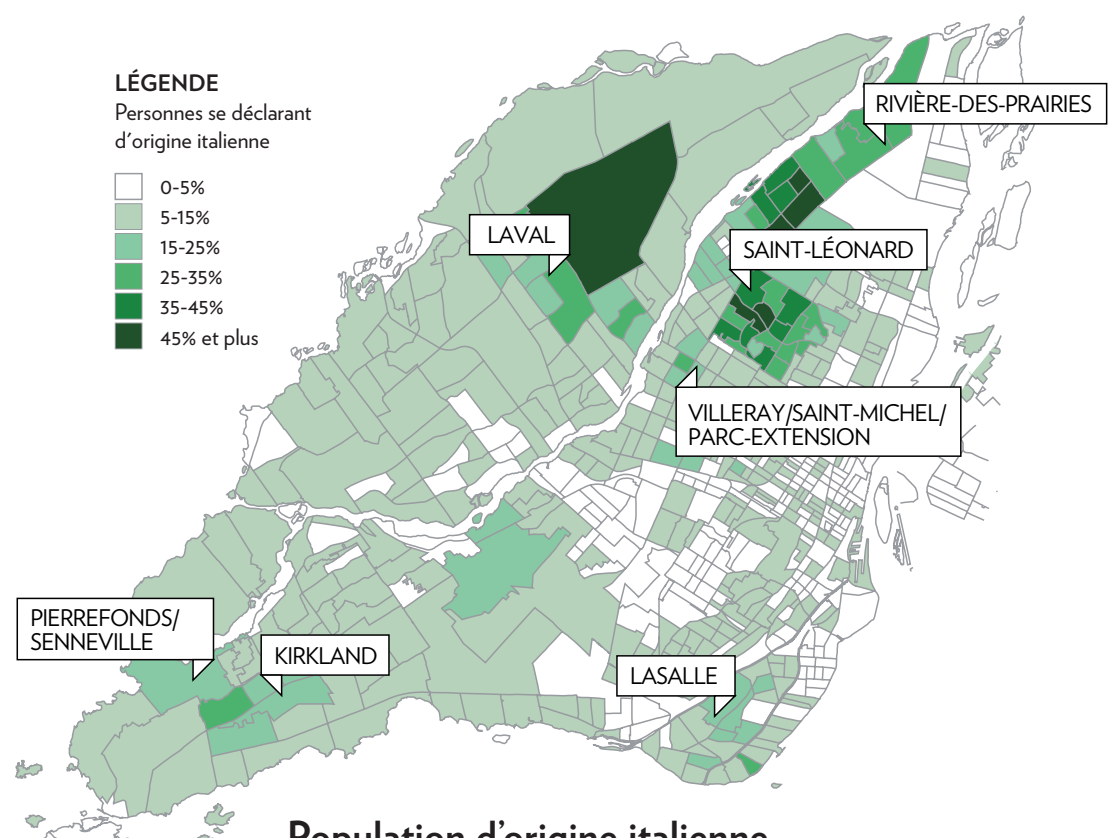 LÉGENDE
Personnes se déclarant
d'origine italienne
0-5%
5-15%
15-25%
25-35%
35-45%
45% et plus
RIVIÈRE-DES-PRAIRIES
LAVAL
SAINT-LÉONARD
VILLERAY/SAINT-MICHEL/
PARC-EXTENSION
PIERREFONDS/
SENNEVILLE
KIRKLAND
LASALLE
Population d'origine italienne